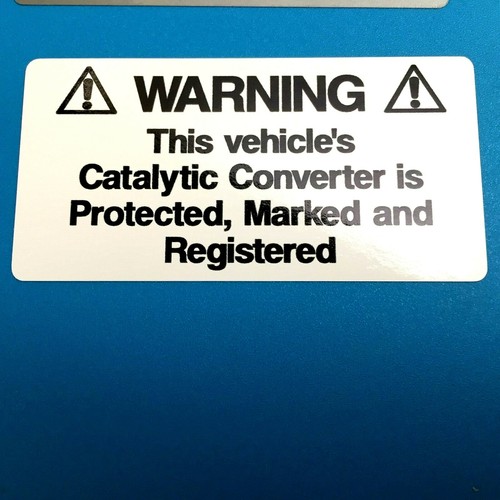 WARNING
This vehicle's
Catalytic Converter is
Protected, Marked and
Registered